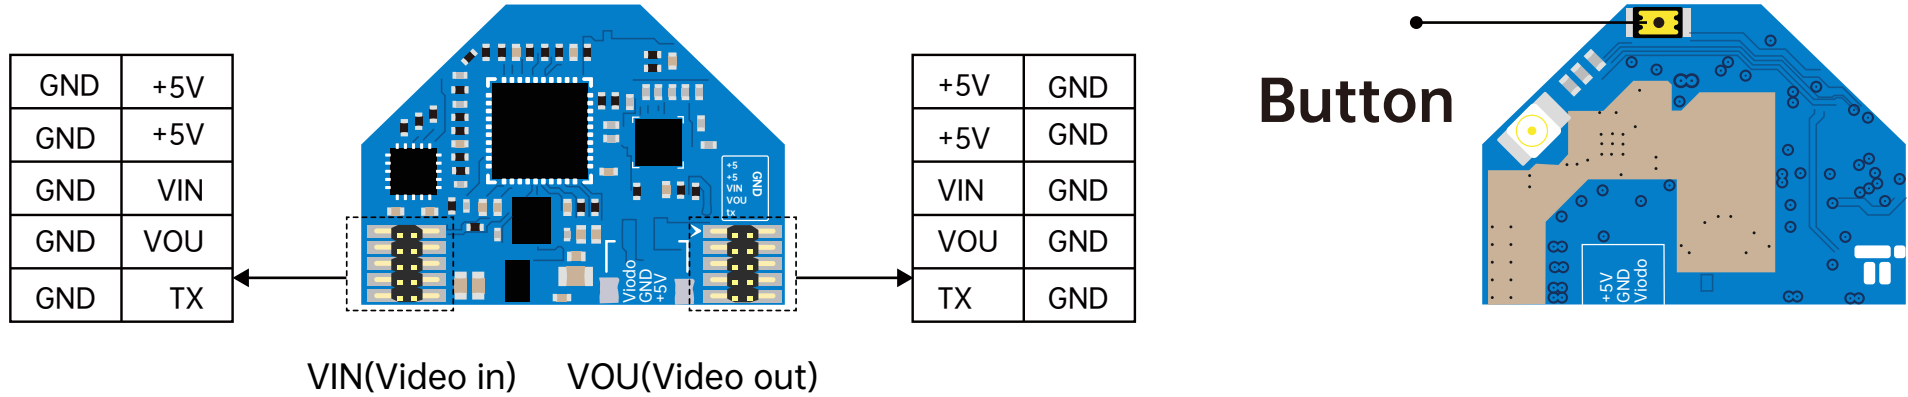 GND +5V
GND +5V
GND VIN
GND VOU
GND TX
+5
+5
VIN
VOU
tx
GND
Viodo
GND
+5V
+5V GND
+5V GND
VIN GND
VOU GND
TX GND
VIN(Video in) VOU(Video out)
Button
+5V
GND
Viodo